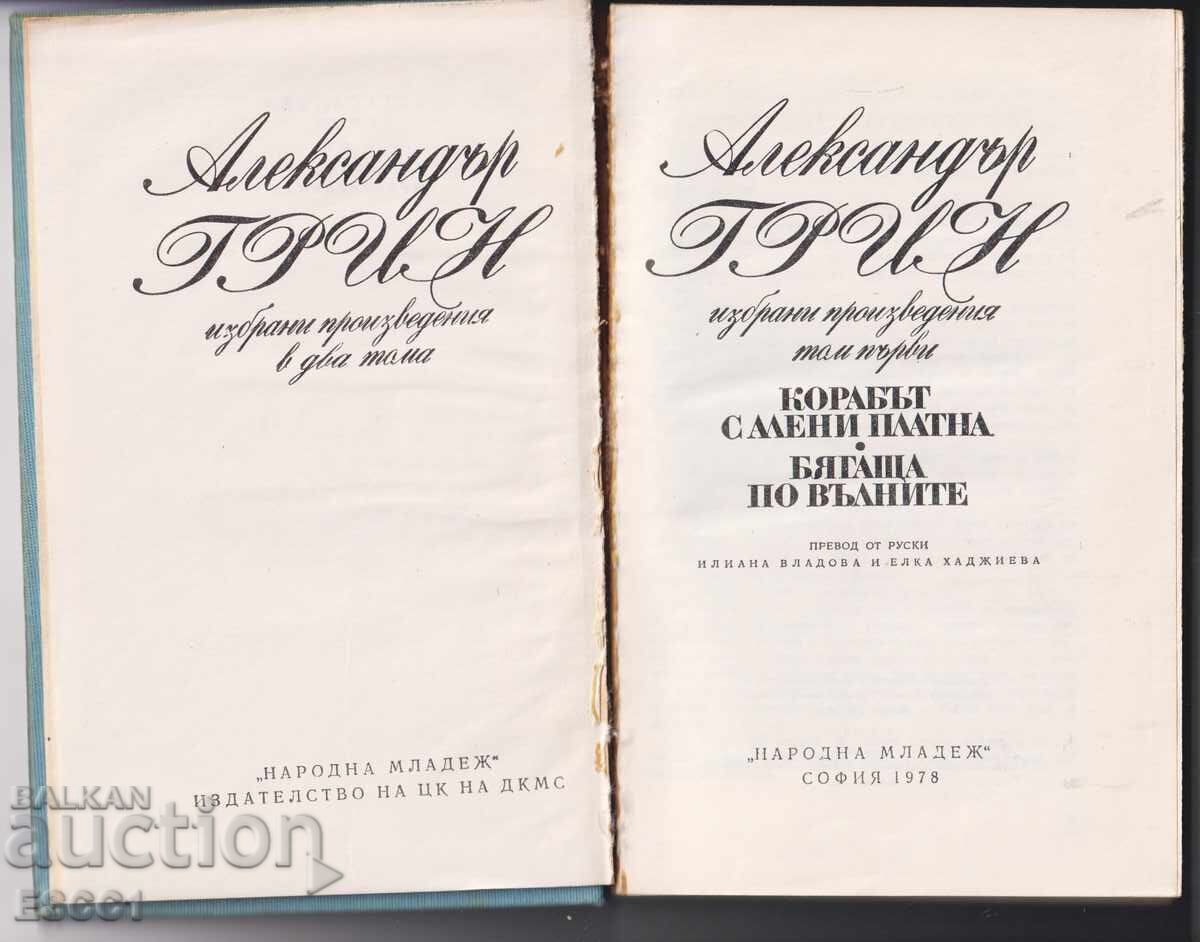 Александър
ГРИН
избрани произведения
в два тома
„НАРОДНА МЛАДЕЖ“
ИЗДАТЕЛСТВО НА ЦК НА ДКМС
Александър
ГРИН
избрани произведения
том първи
КОРАБЪТ
С АЛЕНИ ПЛАТНА
•
БЯГАЩА
ПО ВЪЛНИТЕ
ПРЕВОД ОТ РУСКИ
ИЛИАНА ВЛАДОВА И ЕЛКА ХАДЖИЕВА
„НАРОДНА МЛАДЕЖ“
СОФИЯ 1978
BALKAN
auction
ESGO1